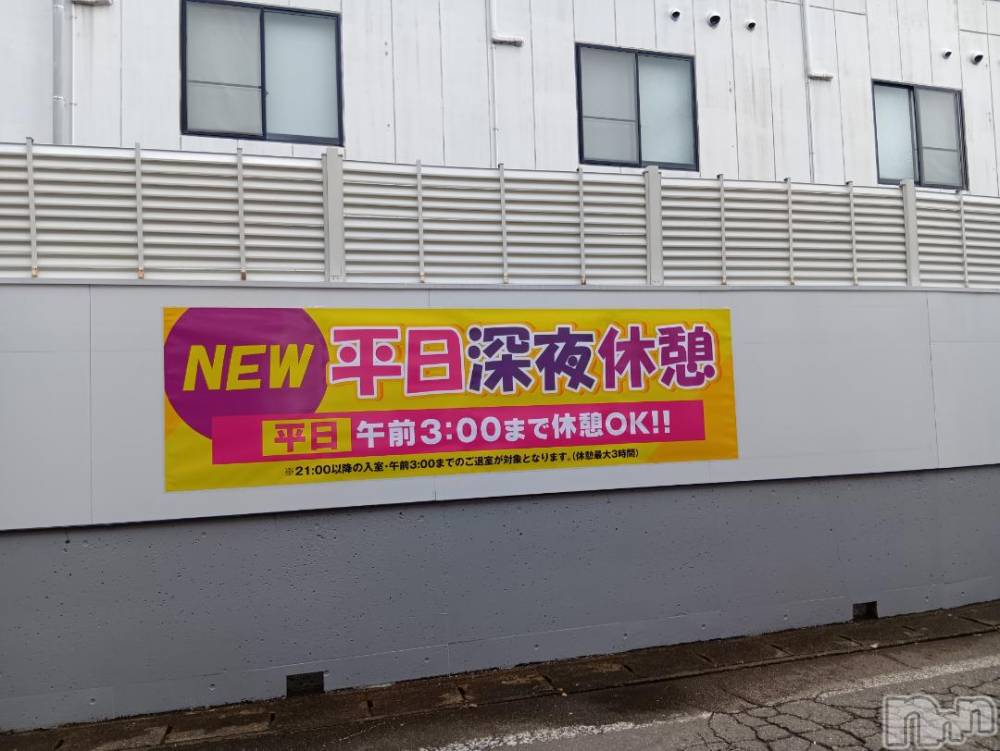 NEW 平日深夜休憩
平日 午前3:00まで休憩OK!!
※21:00以降の入室・午前3:00までのご退室が対象となります。(休憩最大3時間)